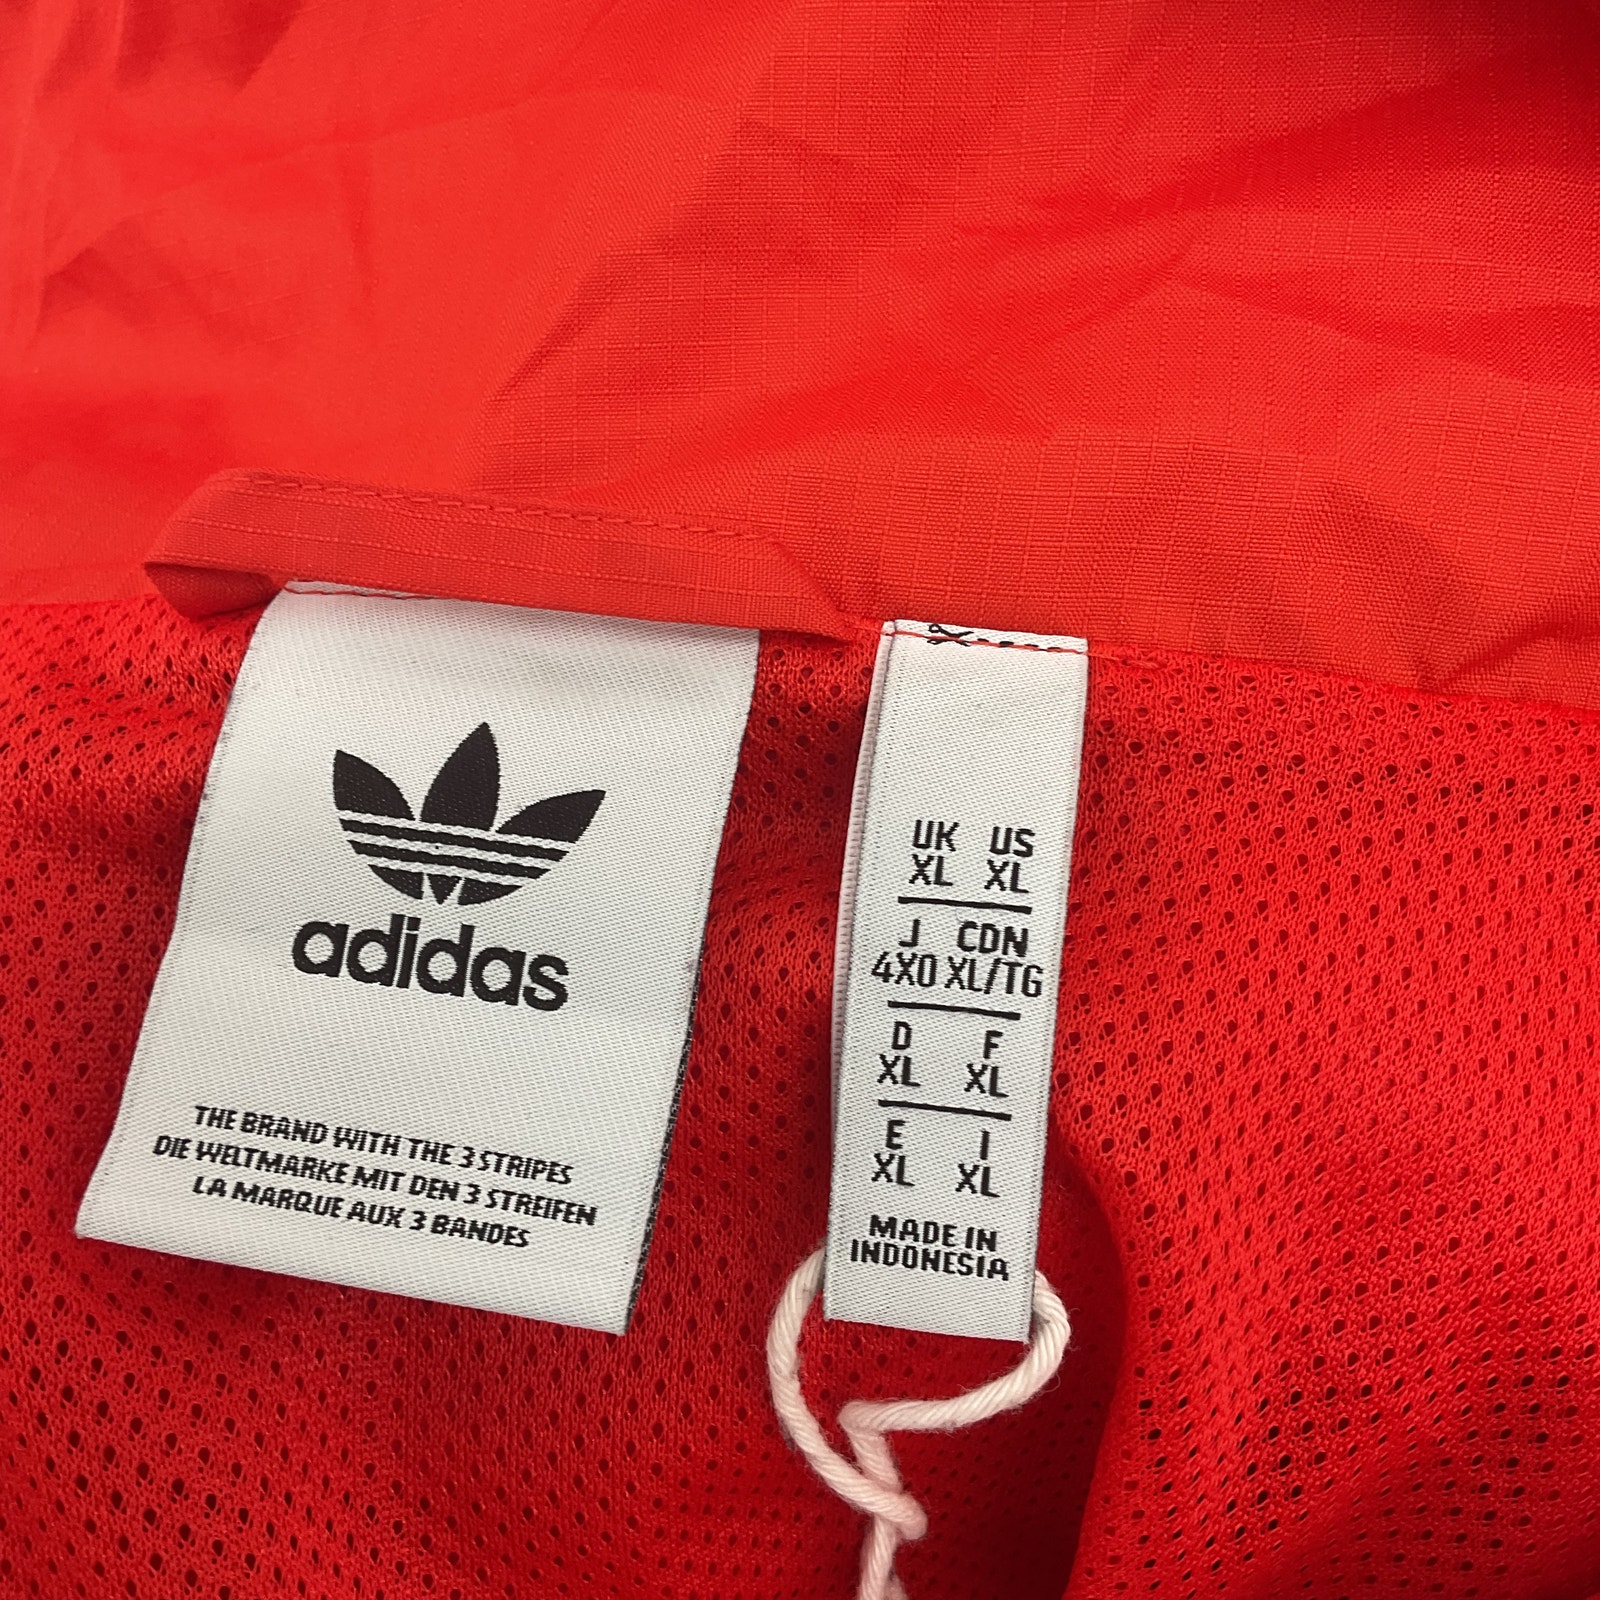 adidas
THE BRAND WITH THE 3 STRIPES
DIE WELTMARKE MIT DEN 3 STREIFEN
LA MARQUE AUX 3 BANDES
UK US
XL XL
J CDN
4XO XL/TG
D F
XL XL
E I
XL XL
MADE IN
INDONESIA